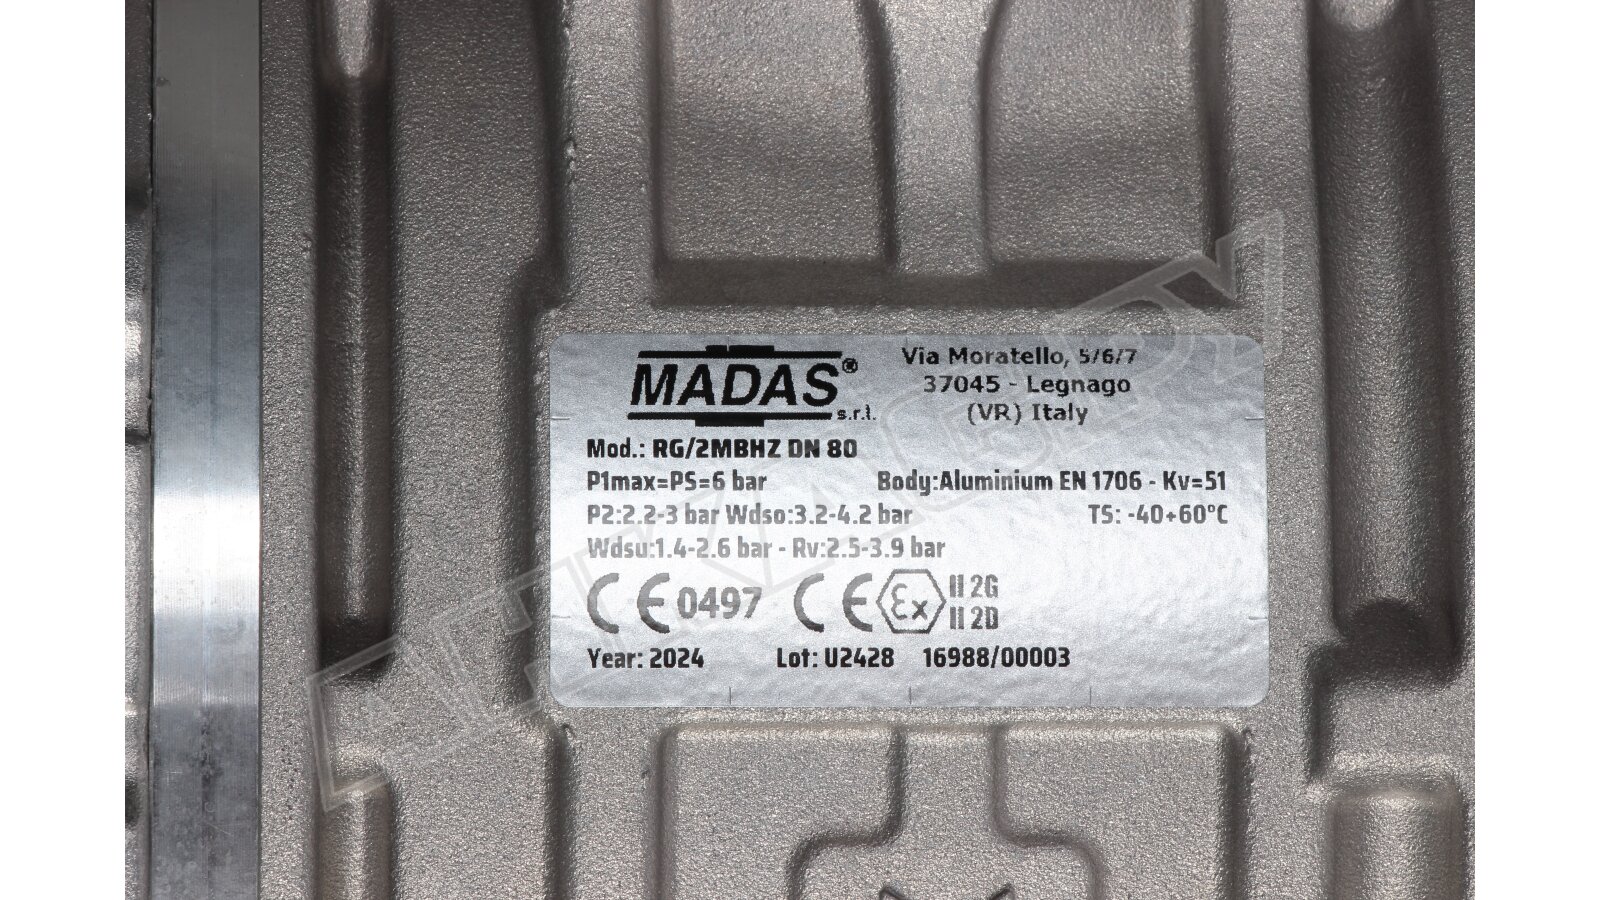 MADAS®
s.r.l.
Via Moratello, 5/6/7
37045 - Legnago
(VR) Italy
Mod.: RG/2MBHZ DN 80
P1max=PS=6 bar Body:Aluminium EN 1706 - Kv=51
P2:2.2-3 bar Wdso:3.2-4.2 bar TS: -40+60°C
Wdsu:1.4-2.6 bar - Rv:2.5-3.9 bar
CE 0497 CE Ex II 2G
II 2D
Year: 2024 Lot: U2428 16988/00003